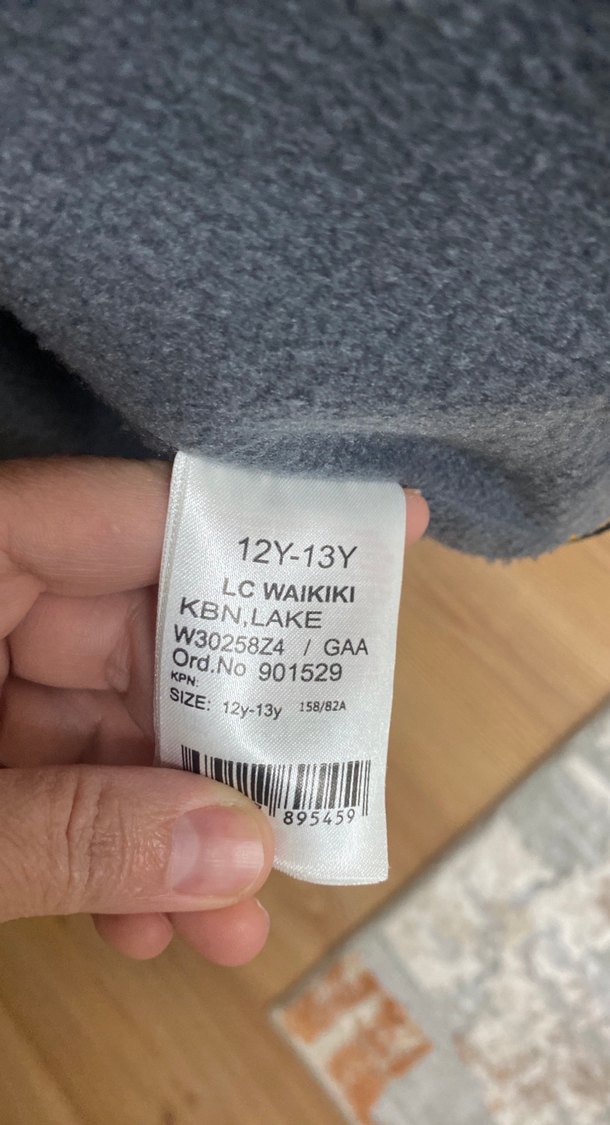 12Y-13Y
LC WAIKIKI
KBN,LAKE
W30258Z4 / GAA
Ord.No 901529
KPN:
SIZE: 12y-13y 158/82A
895459